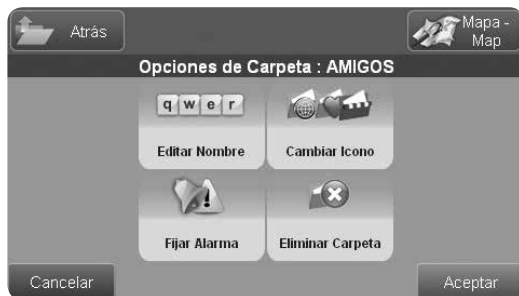 Atrás
Mapa -
Map
Opciones de Carpeta : AMIGOS
q w e r
Editar Nombre
Cambiar Icono
Fijar Alarma
Eliminar Carpeta
Cancelar
Aceptar